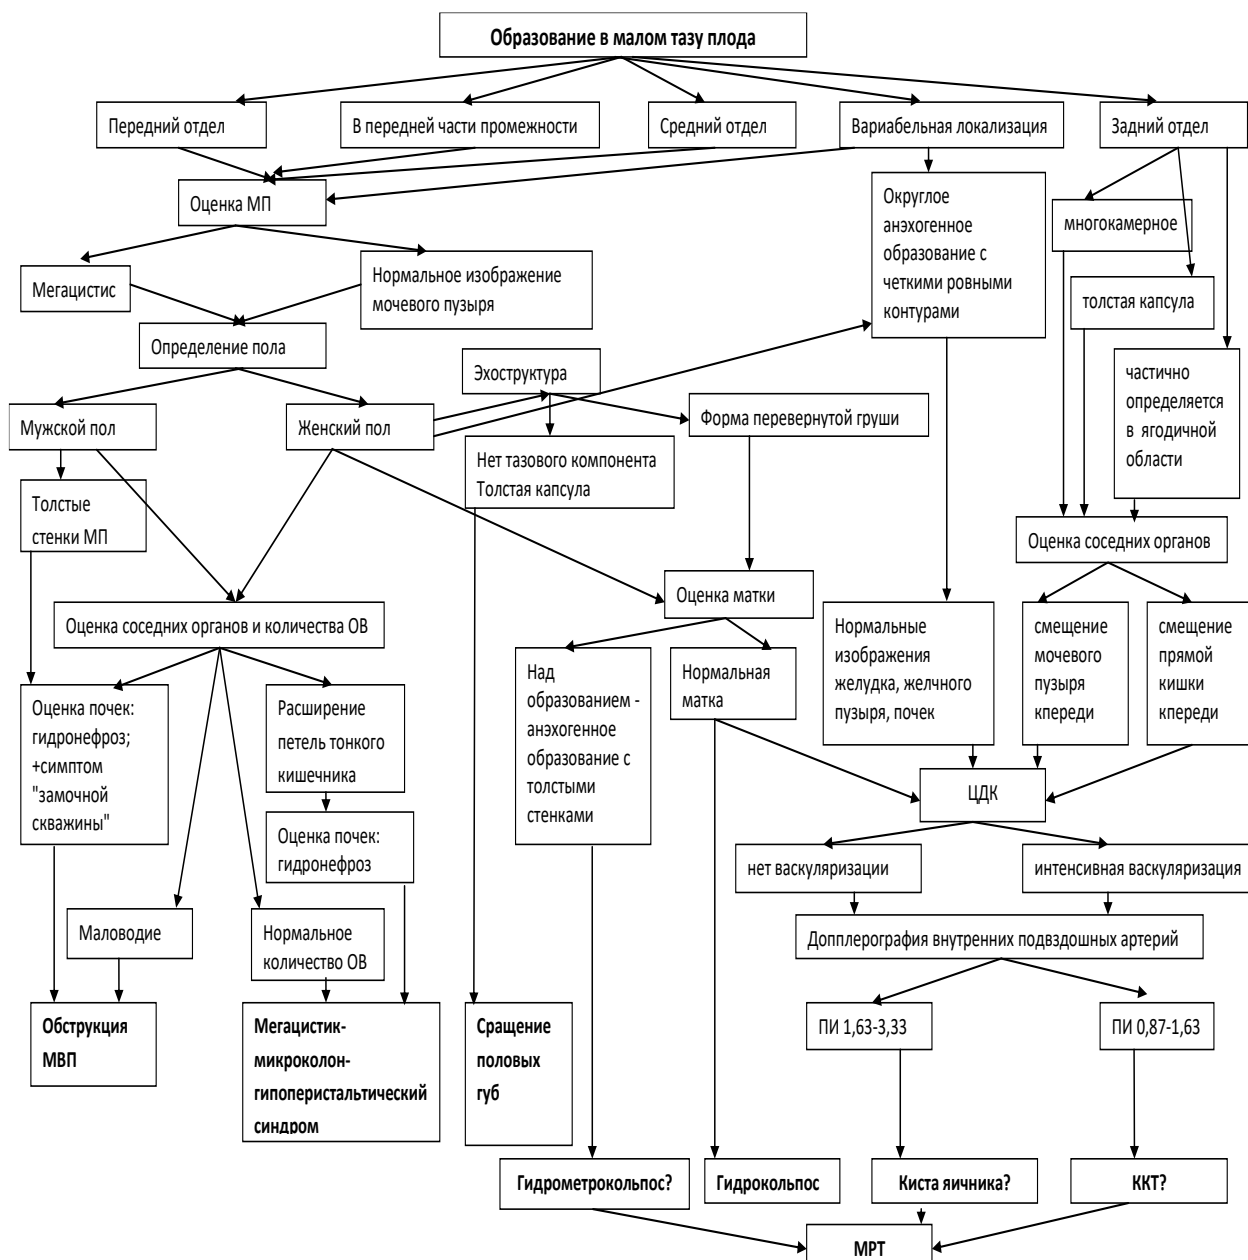 Образование в малом тазу плода
Передний отдел
В передней части промежности
Средний отдел
Вариабельная локализация
Задний отдел
Оценка МП
Округлое
анэхогенное
образование с
четкими ровными
контурами
многокамерное
Мегацистис
Нормальное изображение
мочевого пузыря
толстая капсула
Определение пола
Эхоструктура
частично
определяется
в ягодичной
области
Мужской пол
Женский пол
Форма перевернутой груши
Нет тазового компонента
Толстая капсула
Толстые
стенки МП
Оценка соседних органов
Оценка матки
Оценка соседних органов и количества ОВ
Нормальные
изображения
желудка, желчного
пузыря, почек
смещение
мочевого
пузыря
кпереди
смещение
прямой
кишки
кпереди
Над
образованием -
анэхогенное
образование с
толстыми
стенками
Нормальная
матка
Оценка почек:
гидронефроз;
+симптом
"замочной
скважины"
Расширение
петель тонкого
кишечника
ЦДК
Оценка почек:
гидронефроз
нет васкуляризации
интенсивная васкуляризация
Маловодие
Нормальное
количество ОВ
Допплерография внутренних подвздошных артерий
Обструкция
МВП
Мегацистик-
микроколон-
гипоперистальтический
синдром
Сращение
половых
губ
ПИ 1,63-3,33
ПИ 0,87-1,63
Гидрометрокольпос?
Гидрокольпос
Киста яичника?
ККТ?
МРТ